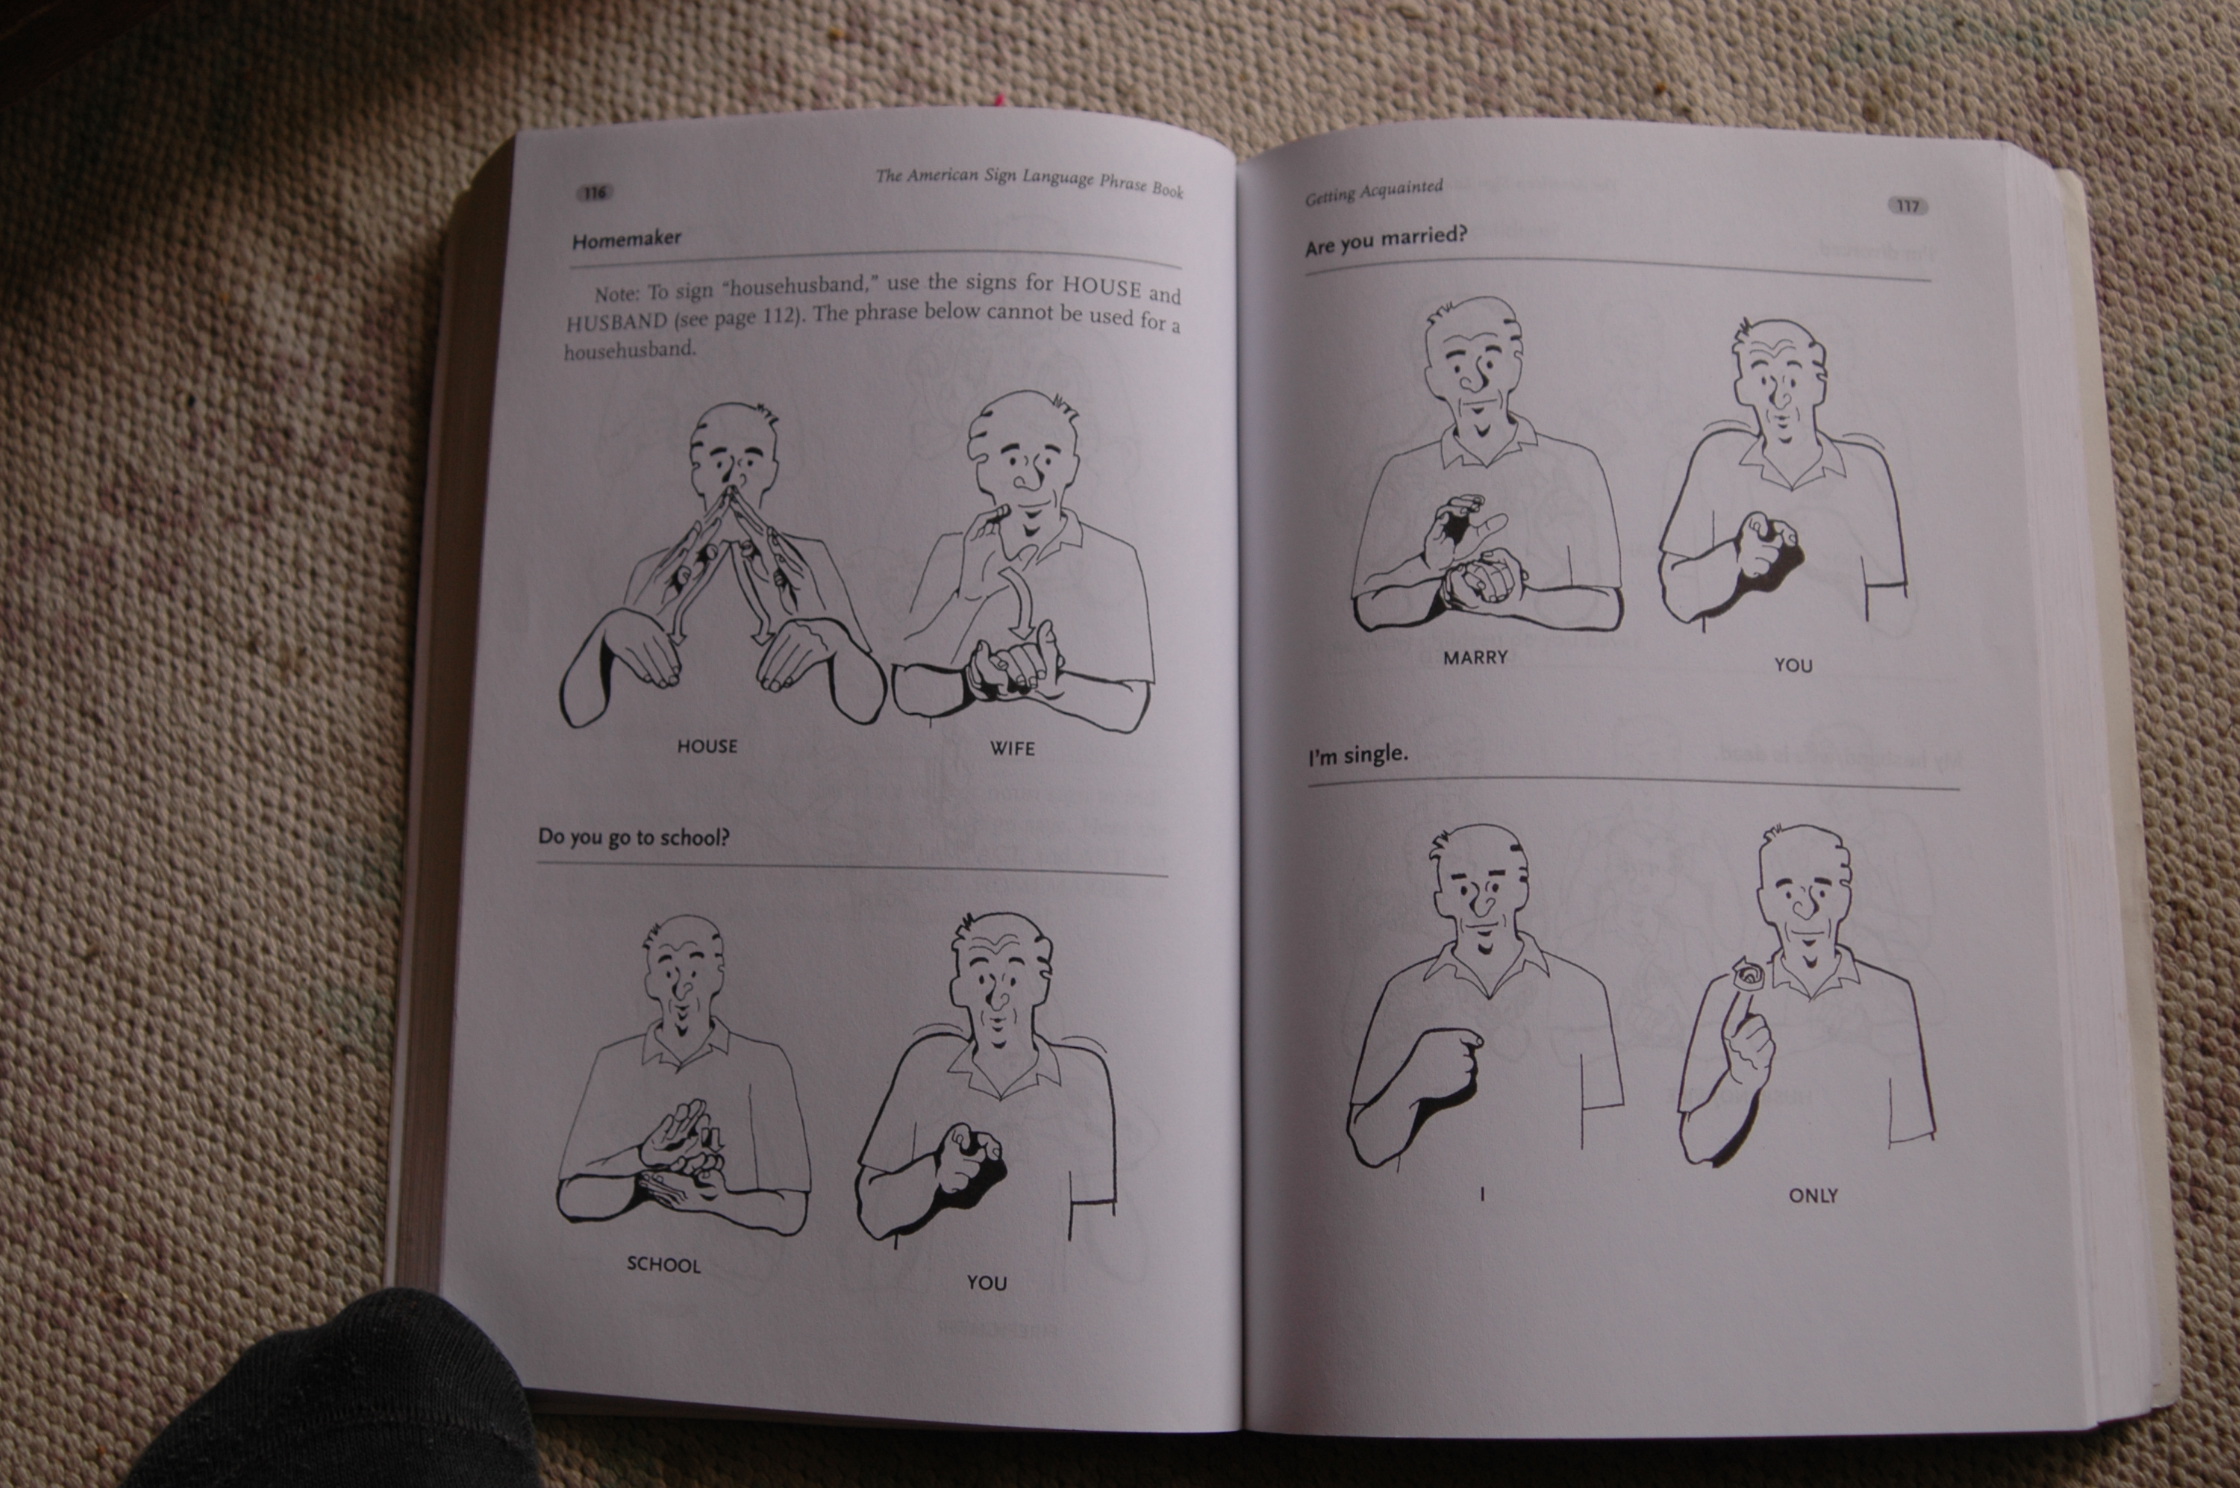 116
The American Sign Language Phrase Book
Homemaker
Note: To sign “househusband,” use the signs for HOUSE and
HUSBAND (see page 112). The phrase below cannot be used for a
househusband.
HOUSE
WIFE
Do you go to school?
SCHOOL
YOU
Getting Acquainted
117
Are you married?
MARRY
YOU
I'm single.
I
ONLY